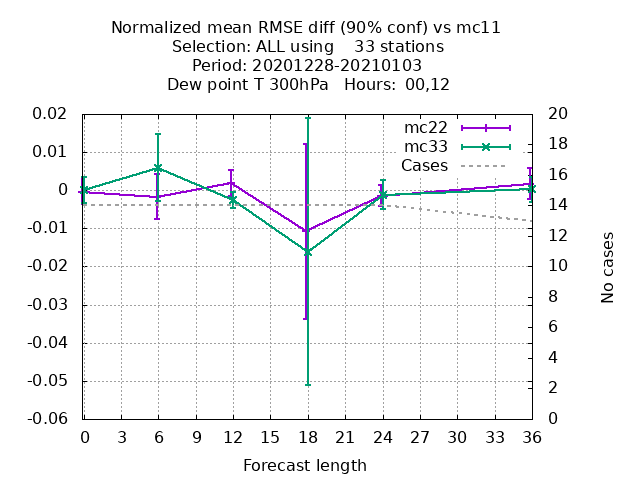 Normalized mean RMSE diff (90% conf) vs mc11
Selection: ALL using    33 stations
Period: 20201228-20210103
Dew point T 300hPa   Hours:  00,12
mc22
mc33
Cases
0.02
0.01
0
-0.01
-0.02
-0.03
-0.04
-0.05
-0.06
20
18
16
14
12
10
8
6
4
2
0
No cases
0 3 6 9 12 15 18 21 24 27 30 33 36
Forecast length